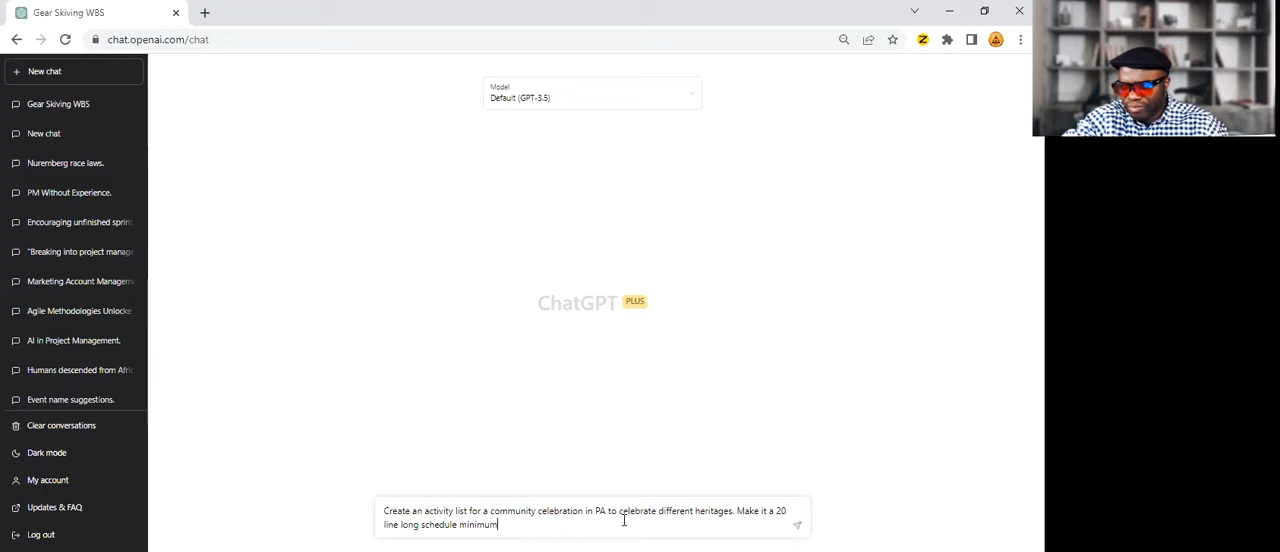 Gear Skiving WBS
chat.openai.com/chat
New chat
Gear Skiving WBS
New chat
Nuremberg race laws.
PM Without Experience.
Encouraging unfinished sprin
"Breaking into project manage
Marketing Account Managem
Agile Methodologies Unlocke
AI in Project Management.
Humans descended from Afri
Event name suggestions.
Clear conversations
Dark mode
My account
Updates & FAQ
Log out
Model
Default (GPT-3.5)
ChatGPT PLUS
Create an activity list for a community celebration in PA to celebrate different heritages. Make it a 20
line long schedule minimum